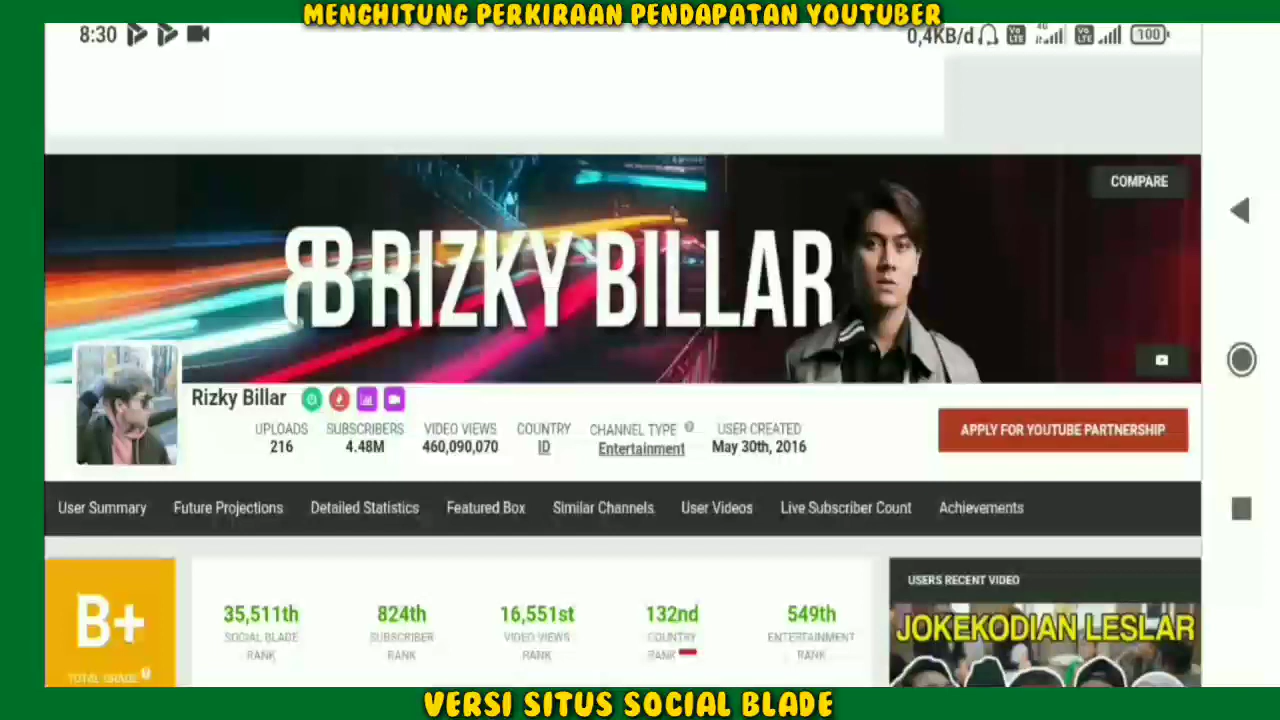 MENGHITUNG PERKIRAAN PENDAPATAN YOUTUBER
8:30
0,4KB/d
4G
100
COMPARE
RB RIZKY BILLAR
Rizky Billar
UPLOADS SUBSCRIBERS VIDEO VIEWS COUNTRY CHANNEL TYPE USER CREATED
216 4.48M 460,090,070 ID Entertainment May 30th, 2016
APPLY FOR YOUTUBE PARTNERSHIP
User Summary Future Projections Detailed Statistics Featured Box Similar Channels User Videos Live Subscriber Count Achievements
B+
TOTAL GRADE
35,511th 824th 16,551st 132nd 549th
SOCIAL BLADE SUBSCRIBER VIDEO VIEWS COUNTRY ENTERTAINMENT
RANK RANK RANK RANK RANK
USERS RECENT VIDEO
JOKEKODIAN LESLAR
VERSI SITUS SOCIAL BLADE